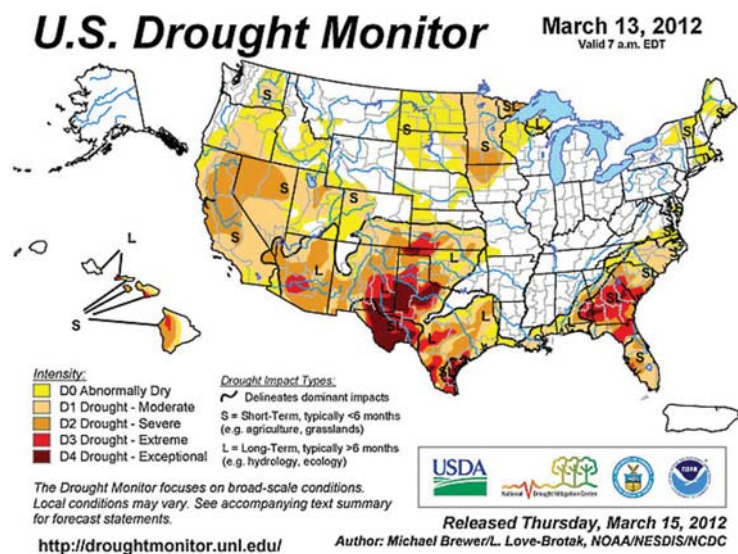 U.S. Drought Monitor
March 13, 2012
Valid 7 a.m. EDT
S
S
SL
L
S
S
S
S
S
L
L
L
SL
L
SL
SL
SL
S
L
S
Intensity:
D0 Abnormally Dry
D1 Drought - Moderate
D2 Drought - Severe
D3 Drought - Extreme
D4 Drought - Exceptional
Drought Impact Types:
Delineates dominant impacts
S = Short-Term, typically <6 months
(e.g. agriculture, grasslands)
L = Long-Term, typically >6 months
(e.g. hydrology, ecology)
USDA
National Drought Mitigation Center
The Drought Monitor focuses on broad-scale conditions.
Local conditions may vary. See accompanying text summary
for forecast statements.
http://droughtmonitor.unl.edu/
Released Thursday, March 15, 2012
Author: Michael Brewer/L. Love-Brotak, NOAA/NESDIS/NCDC